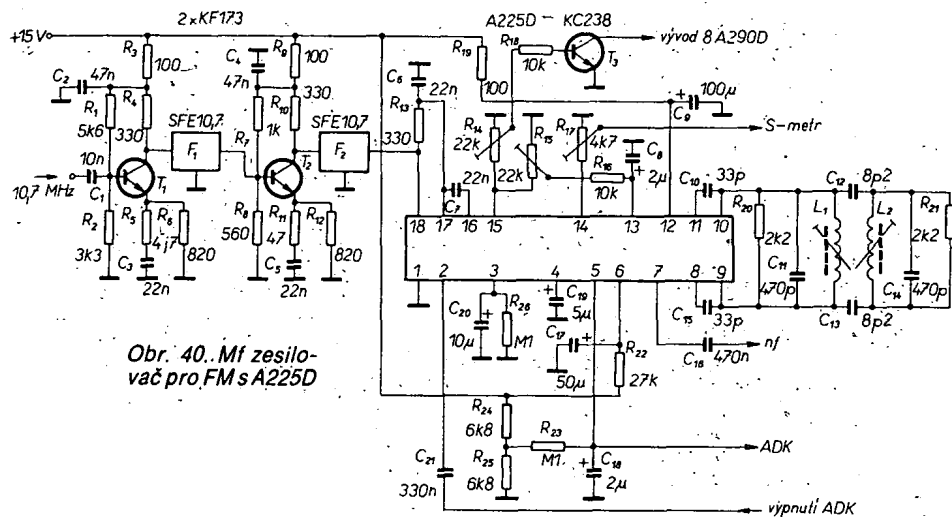 2×KF173
A225D – KC238
+15 V
R3
100
C2
47n
R1
5k6
R4
330
10n
C1
10,7 MHz
R2
3k3
T1
R5
4j7
R6
820
C3
22n
SFE10,7
F1
C4
47n
R9
100
R10
330
R7
1k
T2
R8
560
R11
47
R12
820
C5
22n
SFE10,7
F2
C6
22n
R13
330
R19
100
R18
10k
T3
vývod 8 A290D
R14
22k
R15
22k
R17
4k7
S-metr
R16
10k
C8
2µ
C9
100µ
22n
C7
C10
33p
18
17
16
15
14
13
12
11
10
1
2
3
4
5
6
7
8
9
R20
2k2
C11
470p
L1
C12
8p2
L2
C13
8p2
C14
470p
R21
2k2
C15
33p
C16
470n
nf
C20
10µ
R26
M1
C19
5µ
C17
50µ
R22
27k
R24
6k8
R25
6k8
R23
M1
C18
2µ
ADK
C21
330n
vypnutí ADK
Obr. 40. Mf zesilo-
vač pro FM s A225D